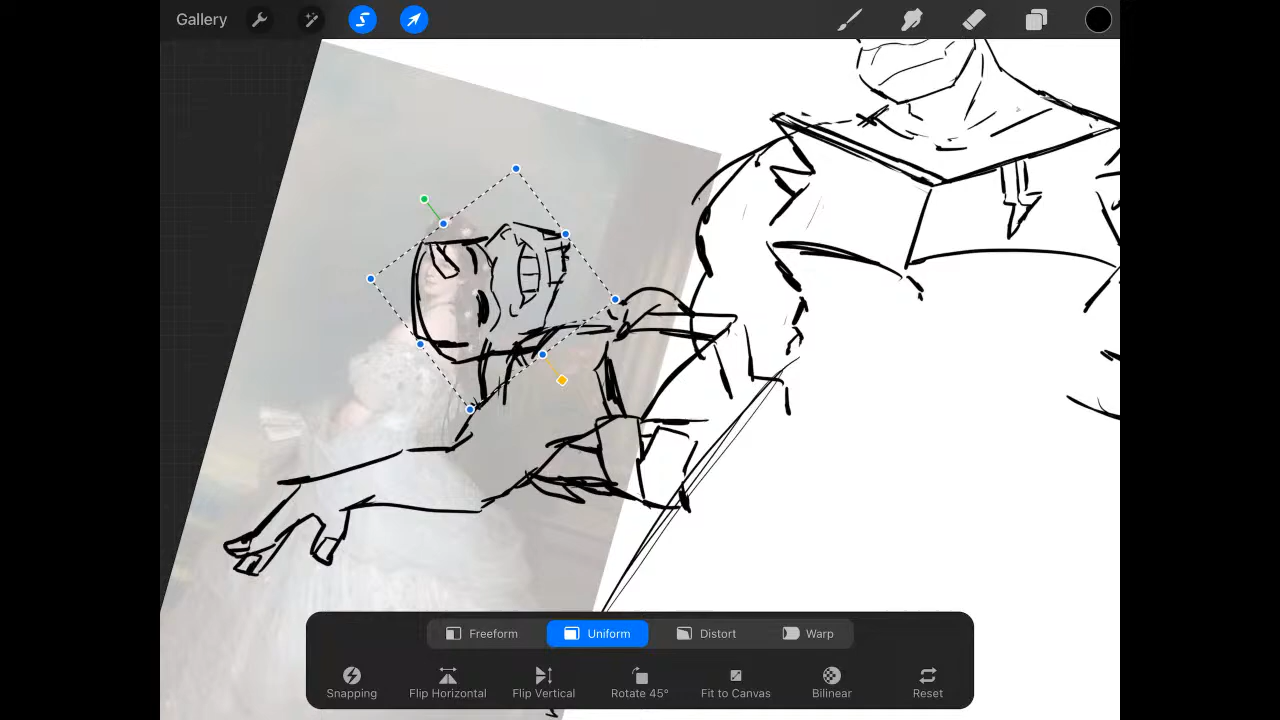 Gallery
Freeform Uniform Distort Warp
Snapping Flip Horizontal Flip Vertical Rotate 45° Fit to Canvas Bilinear Reset